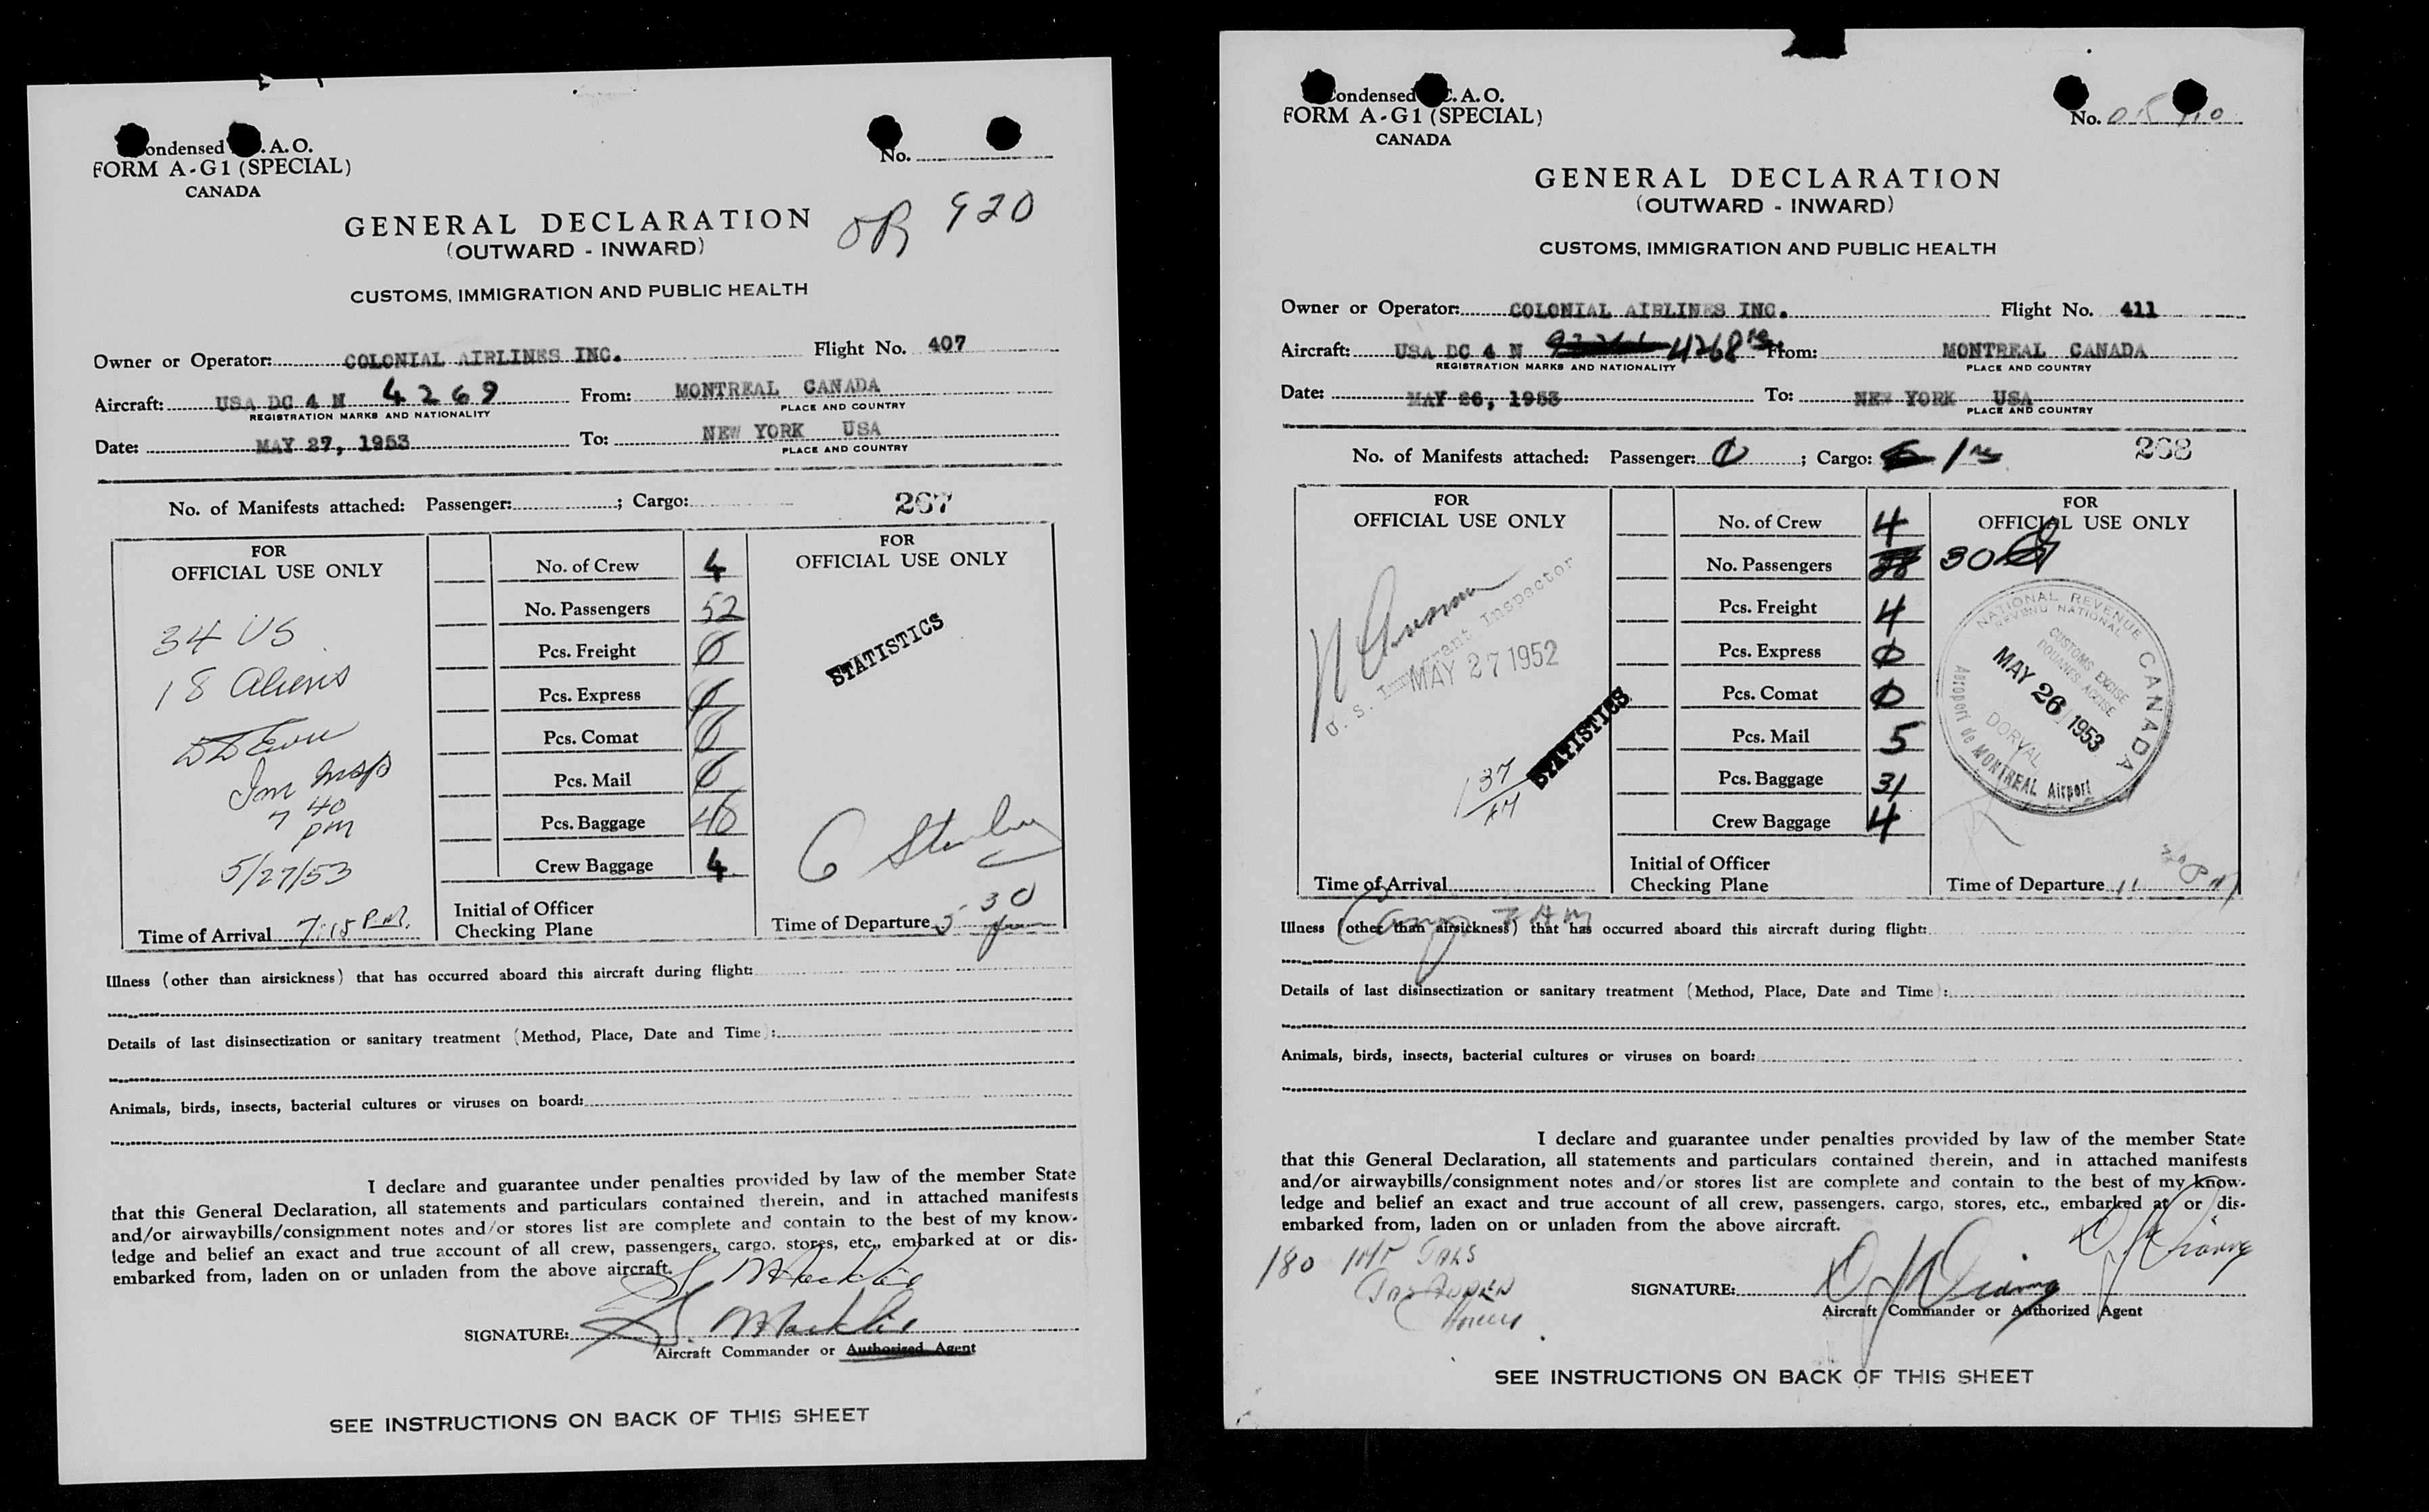 Condensed I.C.A.O.
FORM A-G1 (SPECIAL)
CANADA
No.
GENERAL DECLARATION
(OUTWARD - INWARD)
920
CUSTOMS, IMMIGRATION AND PUBLIC HEALTH
Owner or Operator: COLONIAL AIRLINES INC. Flight No. 407
Aircraft: USA DC 4 N 4269 From: MONTREAL CANADA
REGISTRATION MARKS AND NATIONALITY PLACE AND COUNTRY
Date: MAY 27, 1953 To: NEW YORK USA
PLACE AND COUNTRY
No. of Manifests attached: Passenger: ; Cargo: 267
FOR
OFFICIAL USE ONLY
34 US
18 Aliens
Imm Insp
7 40
pm
5/27/53
Time of Arrival 7:15 P.M.
No. of Crew 4
No. Passengers 52
Pcs. Freight 0
Pcs. Express 0
Pcs. Comat 0
Pcs. Mail 0
Pcs. Baggage 48
Crew Baggage 4
Initial of Officer
Checking Plane
FOR
OFFICIAL USE ONLY
STATISTICS
Time of Departure 5 30
Illness (other than airsickness) that has occurred aboard this aircraft during flight:
Details of last disinsectization or sanitary treatment (Method, Place, Date and Time):
Animals, birds, insects, bacterial cultures or viruses on board:
I declare and guarantee under penalties provided by law of the member State
that this General Declaration, all statements and particulars contained therein, and in attached manifests
and/or airwaybills/consignment notes and/or stores list are complete and contain to the best of my know-
ledge and belief an exact and true account of all crew, passengers, cargo, stores, etc., embarked at or dis-
embarked from, laden on or unladen from the above aircraft.
SIGNATURE:
Aircraft Commander or Authorized Agent
SEE INSTRUCTIONS ON BACK OF THIS SHEET
Condensed I.C.A.O.
FORM A-G1 (SPECIAL)
CANADA
No.
GENERAL DECLARATION
(OUTWARD - INWARD)
CUSTOMS, IMMIGRATION AND PUBLIC HEALTH
Owner or Operator: COLONIAL AIRLINES INC. Flight No. 411
Aircraft: USA DC 4 N 4268 From: MONTREAL CANADA
REGISTRATION MARKS AND NATIONALITY PLACE AND COUNTRY
Date: MAY 26, 1953 To: NEW YORK USA
PLACE AND COUNTRY
268
No. of Manifests attached: Passenger: 0 ; Cargo: 1
FOR
OFFICIAL USE ONLY
U. S. Immigrant Inspector
MAY 27 1952
STATISTICS
Time of Arrival
No. of Crew 4
No. Passengers 30
Pcs. Freight 4
Pcs. Express 0
Pcs. Comat 0
Pcs. Mail 5
Pcs. Baggage 31
Crew Baggage 4
Initial of Officer
Checking Plane
FOR
OFFICIAL USE ONLY
NATIONAL REVENUE CANADA
REVENU NATIONAL
CUSTOMS EXCISE
DOUANES ACCISE
MAY 26 1953
DORVAL
Aeroport de MONTREAL Airport
Time of Departure 11
Illness (other than airsickness) that has occurred aboard this aircraft during flight:
Details of last disinsectization or sanitary treatment (Method, Place, Date and Time):
Animals, birds, insects, bacterial cultures or viruses on board:
I declare and guarantee under penalties provided by law of the member State
that this General Declaration, all statements and particulars contained therein, and in attached manifests
and/or airwaybills/consignment notes and/or stores list are complete and contain to the best of my know-
ledge and belief an exact and true account of all crew, passengers, cargo, stores, etc., embarked at or dis-
embarked from, laden on or unladen from the above aircraft.
180
SIGNATURE:
Aircraft Commander or Authorized Agent
SEE INSTRUCTIONS ON BACK OF THIS SHEET